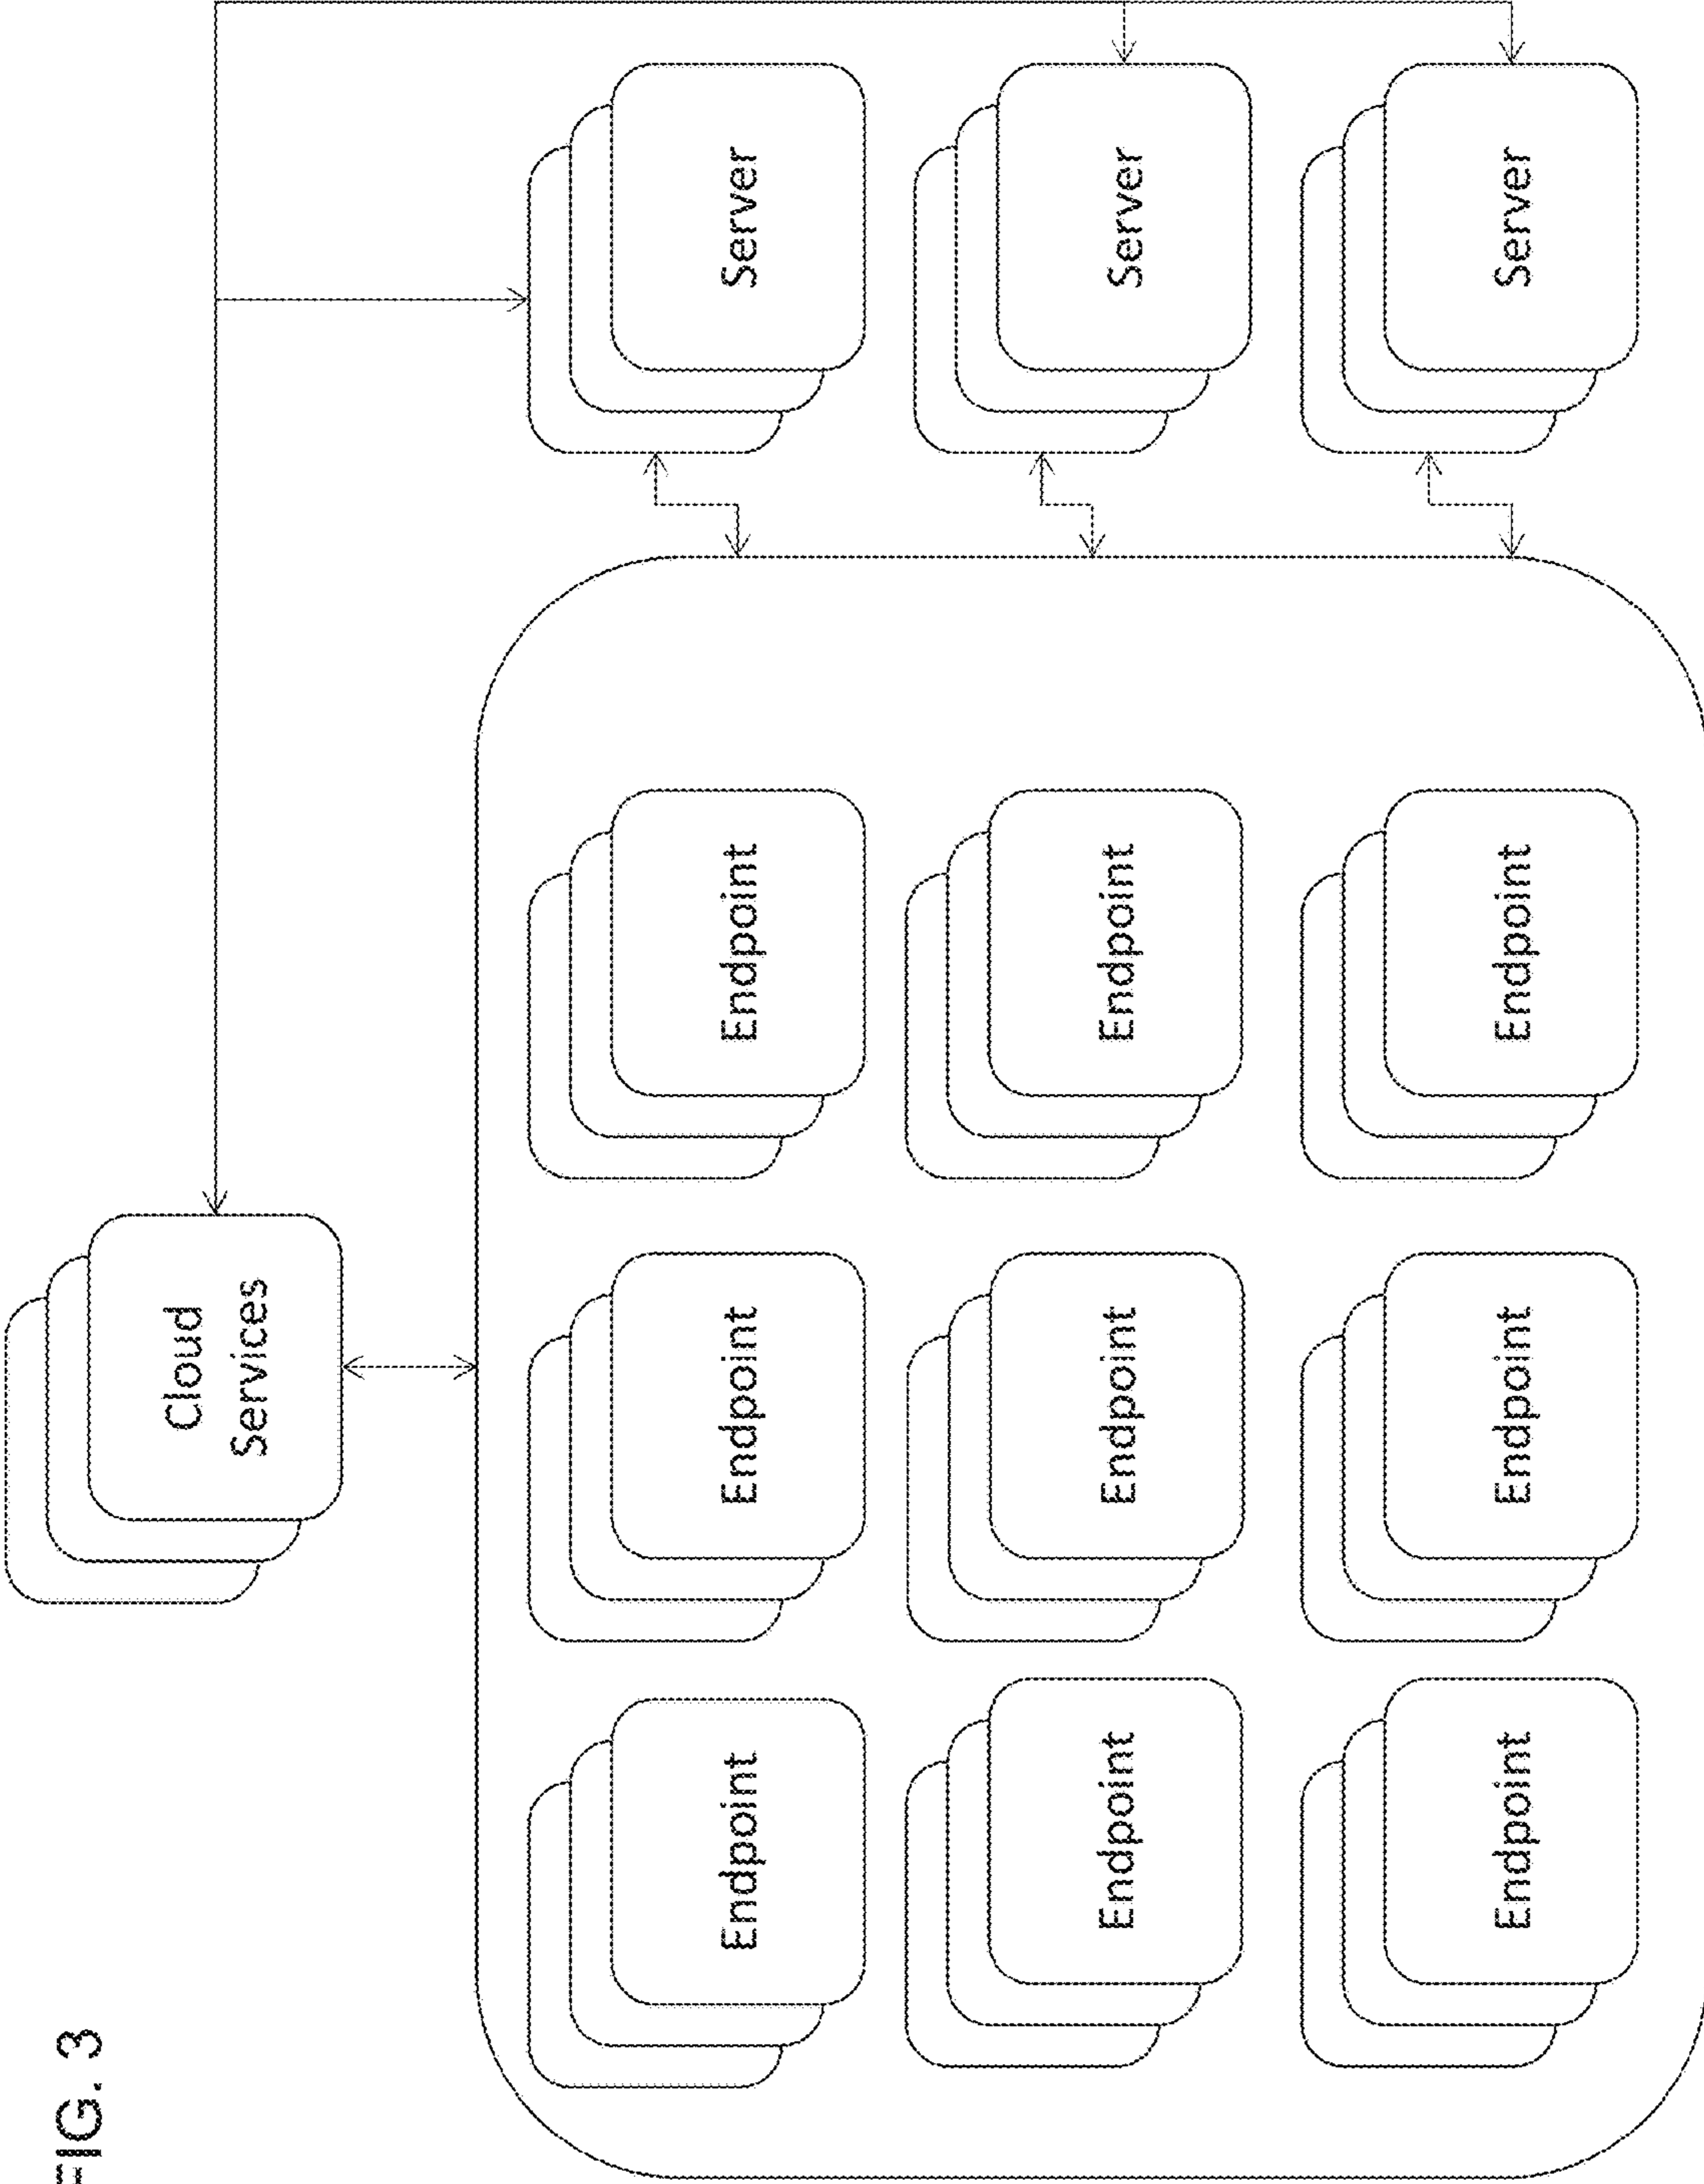 FIG. 3
Cloud
Services
Endpoint
Endpoint
Endpoint
Server
Endpoint
Endpoint
Endpoint
Server
Endpoint
Endpoint
Endpoint
Server